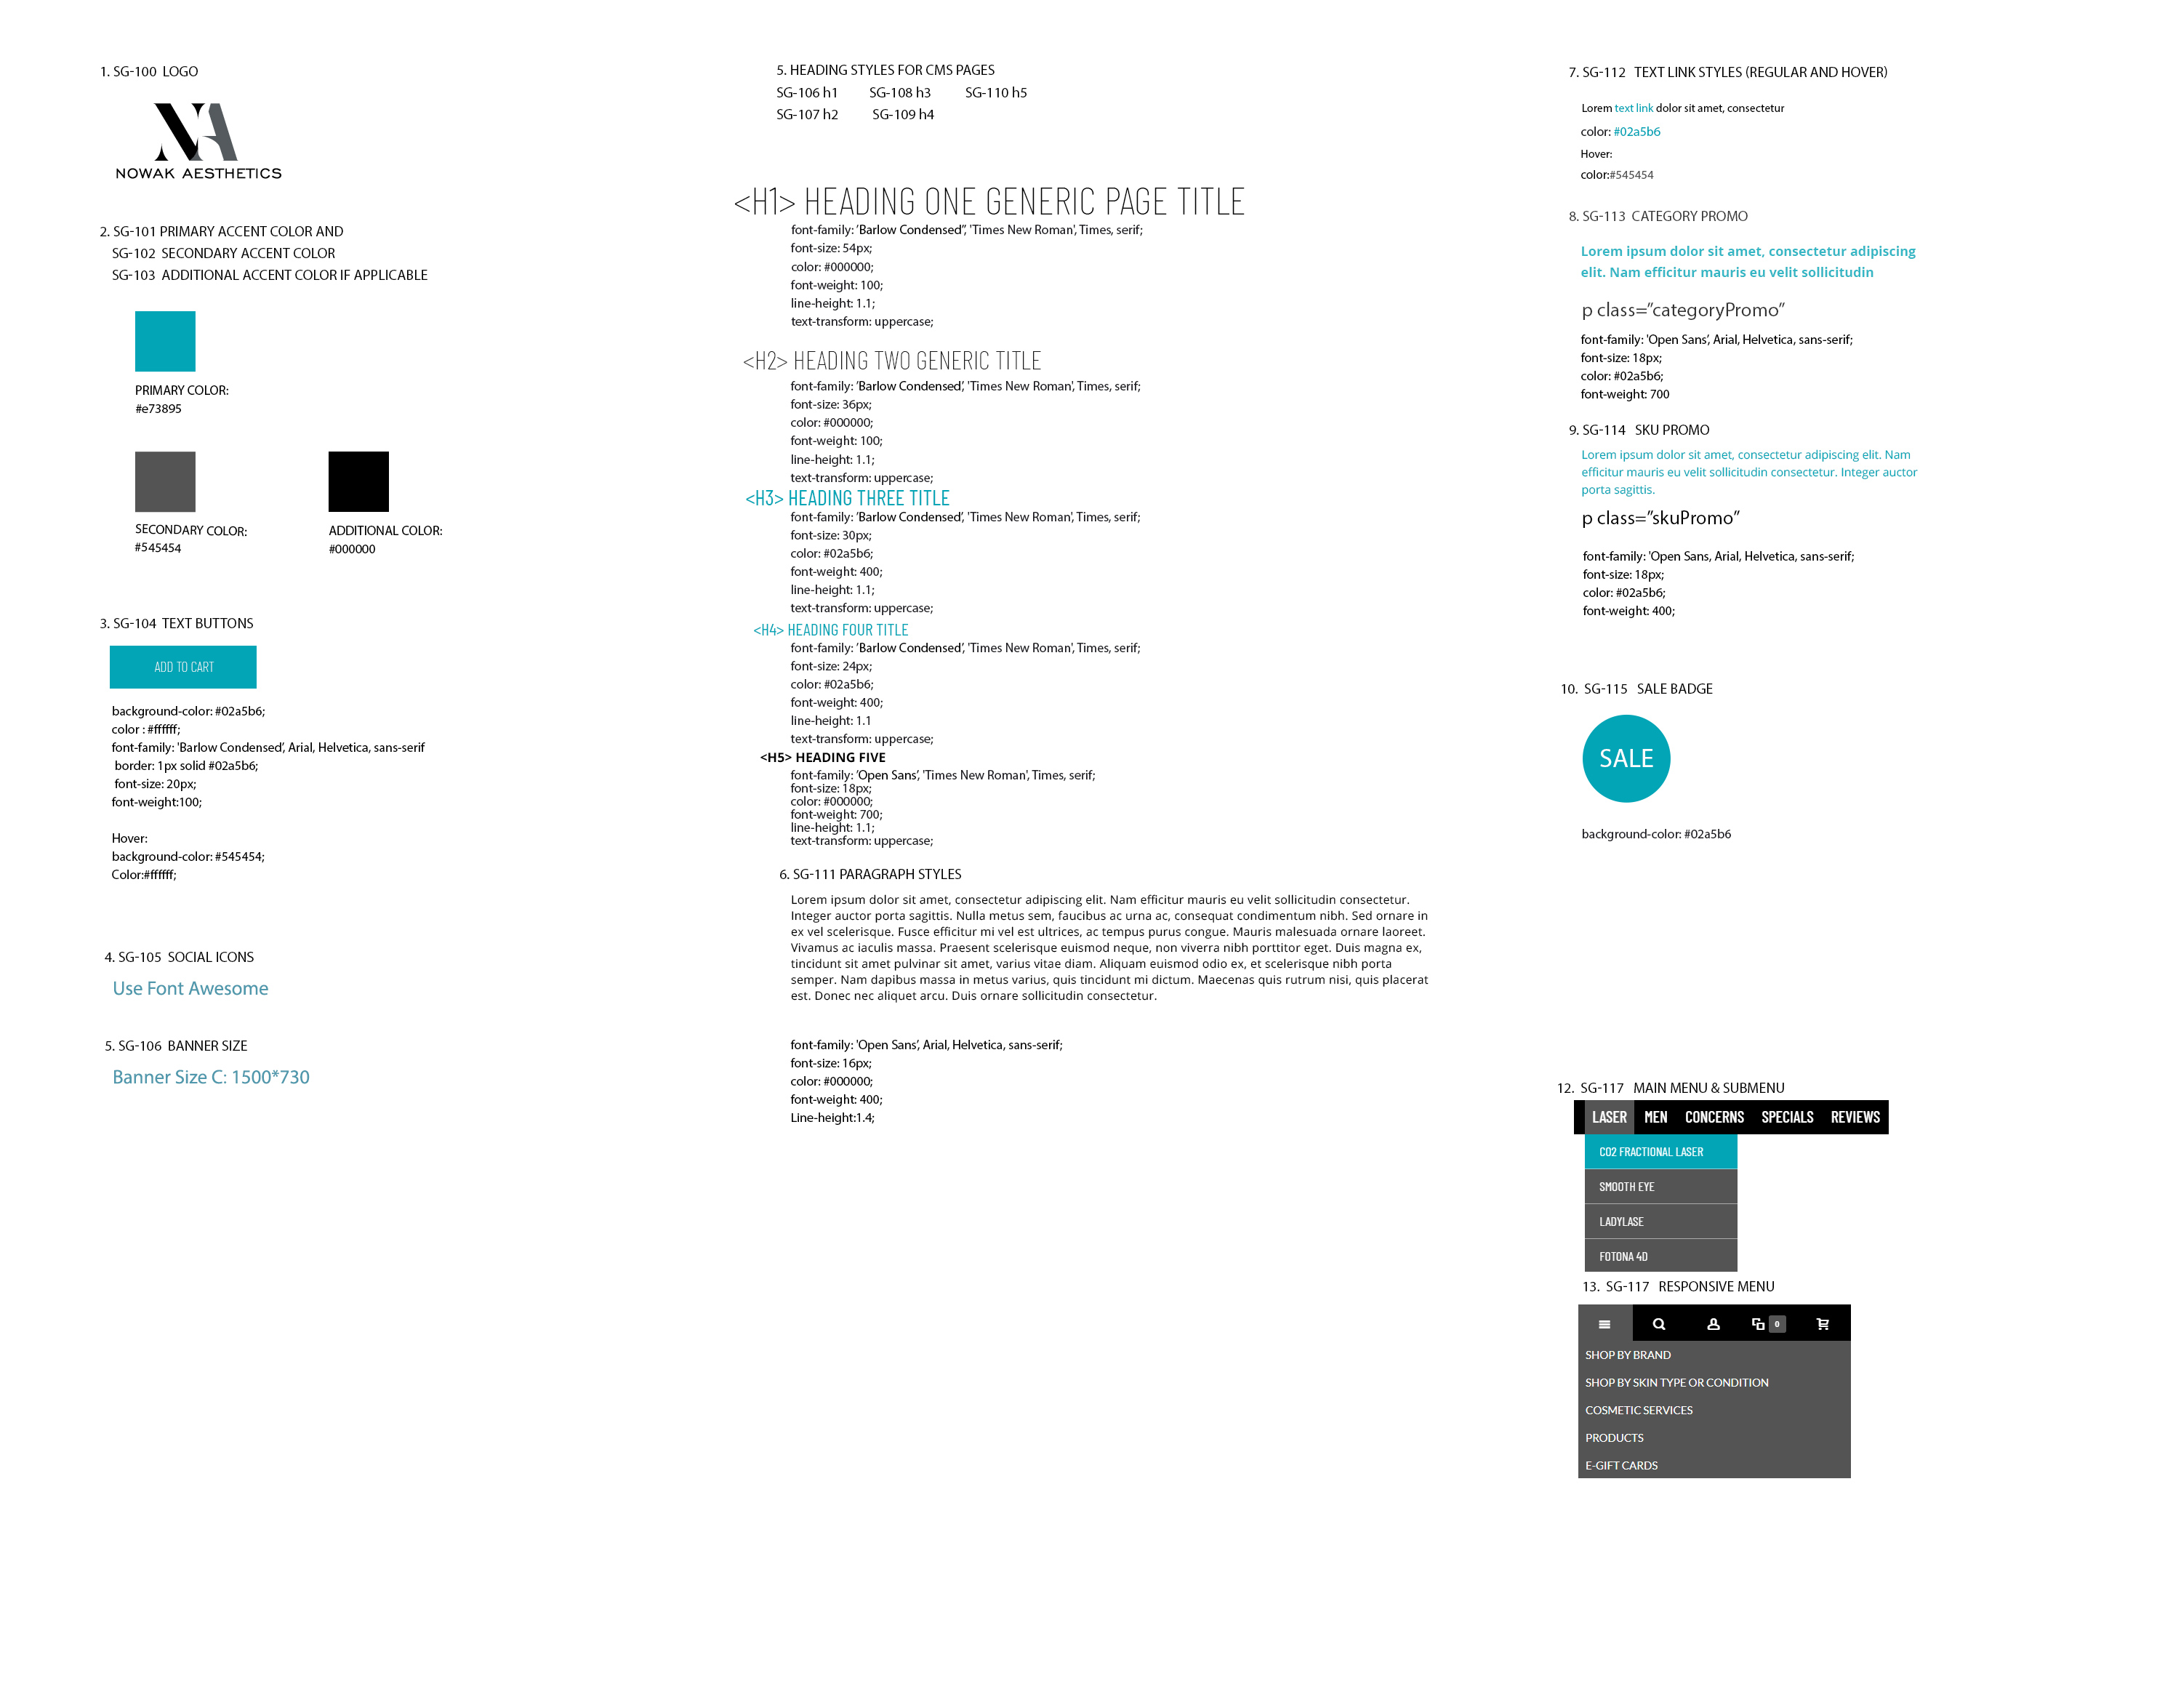 1. SG-100  LOGO
NA
NOWAK AESTHETICS
2. SG-101 PRIMARY ACCENT COLOR AND
SG-102  SECONDARY ACCENT COLOR
SG-103  ADDITIONAL ACCENT COLOR IF APPLICABLE
PRIMARY COLOR:
#e73895
SECONDARY COLOR:
#545454
ADDITIONAL COLOR:
#000000
3. SG-104  TEXT BUTTONS
ADD TO CART
background-color: #02a5b6;
color : #ffffff;
font-family: 'Barlow Condensed’, Arial, Helvetica, sans-serif
border: 1px solid #02a5b6;
font-size: 20px;
font-weight:100;
Hover:
background-color: #545454;
Color:#ffffff;
4. SG-105  SOCIAL ICONS
Use Font Awesome
5. SG-106  BANNER SIZE
Banner Size C: 1500*730
5. HEADING STYLES FOR CMS PAGES
SG-106 h1  SG-108 h3  SG-110 h5
SG-107 h2  SG-109 h4
<H1> HEADING ONE GENERIC PAGE TITLE
font-family: ’Barlow Condensed”, 'Times New Roman', Times, serif;
font-size: 54px;
color: #000000;
font-weight: 100;
line-height: 1.1;
text-transform: uppercase;
<H2> HEADING TWO GENERIC TITLE
font-family: ’Barlow Condensed’, 'Times New Roman', Times, serif;
font-size: 36px;
color: #000000;
font-weight: 100;
line-height: 1.1;
text-transform: uppercase;
<H3> HEADING THREE TITLE
font-family: ’Barlow Condensed’, 'Times New Roman', Times, serif;
font-size: 30px;
color: #02a5b6;
font-weight: 400;
line-height: 1.1;
text-transform: uppercase;
<H4> HEADING FOUR TITLE
font-family: ’Barlow Condensed’, 'Times New Roman', Times, serif;
font-size: 24px;
color: #02a5b6;
font-weight: 400;
line-height: 1.1
text-transform: uppercase;
<H5> HEADING FIVE
font-family: ’Open Sans’, 'Times New Roman', Times, serif;
font-size: 18px;
color: #000000;
font-weight: 700;
line-height: 1.1;
text-transform: uppercase;
6. SG-111 PARAGRAPH STYLES
Lorem ipsum dolor sit amet, consectetur adipiscing elit. Nam efficitur mauris eu velit sollicitudin consectetur.
Integer auctor porta sagittis. Nulla metus sem, faucibus ac urna ac, consequat condimentum nibh. Sed ornare in
ex vel scelerisque. Fusce efficitur mi vel est ultrices, ac tempus purus congue. Mauris malesuada ornare laoreet.
Vivamus ac iaculis massa. Praesent scelerisque euismod neque, non viverra nibh porttitor eget. Duis magna ex,
tincidunt sit amet pulvinar sit amet, varius vitae diam. Aliquam euismod odio ex, et scelerisque nibh porta
semper. Nam dapibus massa in metus varius, quis tincidunt mi dictum. Maecenas quis rutrum nisi, quis placerat
est. Donec nec aliquet arcu. Duis ornare sollicitudin consectetur.
font-family: 'Open Sans’, Arial, Helvetica, sans-serif;
font-size: 16px;
color: #000000;
font-weight: 400;
Line-height:1.4;
7. SG-112  TEXT LINK STYLES (REGULAR AND HOVER)
Lorem text link dolor sit amet, consectetur
color: #02a5b6
Hover:
color:#545454
8. SG-113  CATEGORY PROMO
Lorem ipsum dolor sit amet, consectetur adipiscing
elit. Nam efficitur mauris eu velit sollicitudin
p class=”categoryPromo”
font-family: 'Open Sans’, Arial, Helvetica, sans-serif;
font-size: 18px;
color: #02a5b6;
font-weight: 700
9. SG-114  SKU PROMO
Lorem ipsum dolor sit amet, consectetur adipiscing elit. Nam
efficitur mauris eu velit sollicitudin consectetur. Integer auctor
porta sagittis.
p class=”skuPromo”
font-family: 'Open Sans, Arial, Helvetica, sans-serif;
font-size: 18px;
color: #02a5b6;
font-weight: 400;
10.  SG-115  SALE BADGE
SALE
background-color: #02a5b6
12.  SG-117  MAIN MENU & SUBMENU
LASER MEN CONCERNS SPECIALS REVIEWS
CO2 FRACTIONAL LASER
SMOOTH EYE
LADYLASE
FOTONA 4D
13.  SG-117  RESPONSIVE MENU
0
SHOP BY BRAND
SHOP BY SKIN TYPE OR CONDITION
COSMETIC SERVICES
PRODUCTS
E-GIFT CARDS